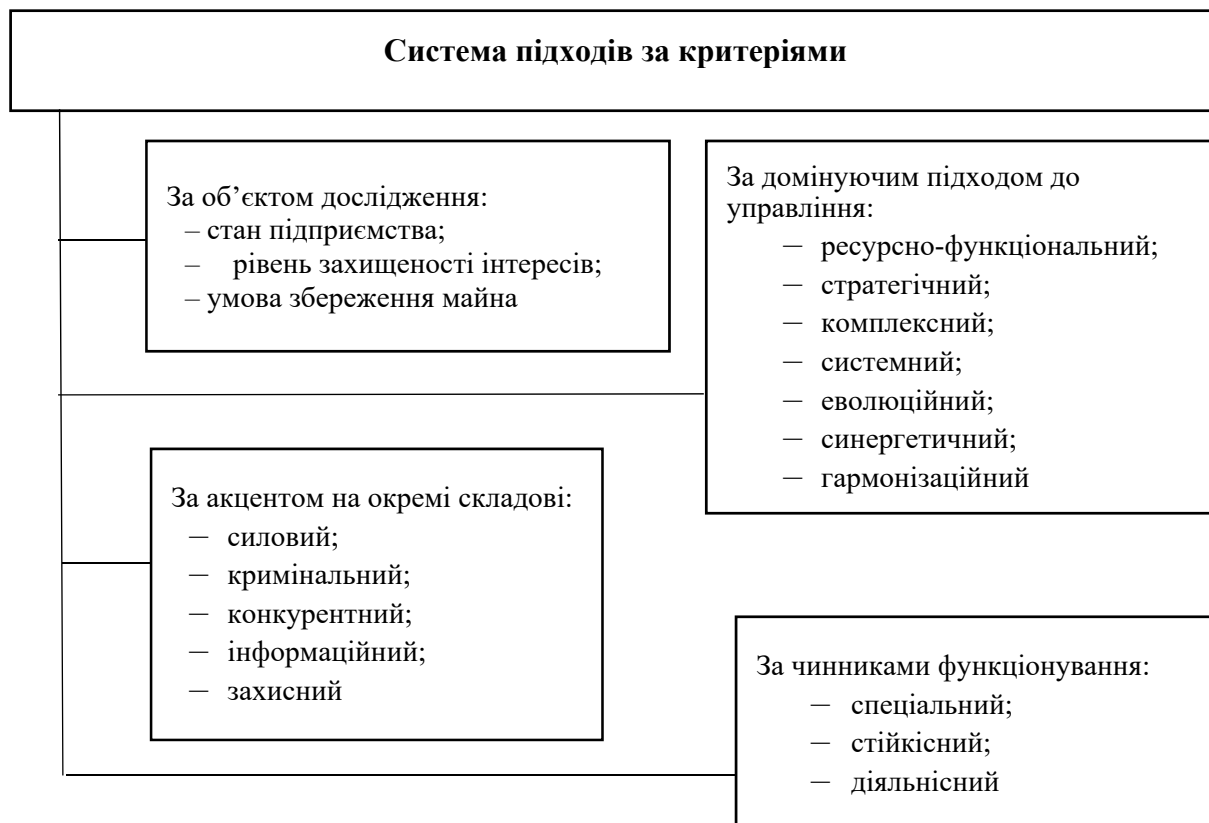 Система підходів за критеріями
За об’єктом дослідження:
– стан підприємства;
– рівень захищеності інтересів;
– умова збереження майна
За домінуючим підходом до
управління:
— ресурсно-функціональний;
— стратегічний;
— комплексний;
— системний;
— еволюційний;
— синергетичний;
— гармонізаційний
За акцентом на окремі складові:
— силовий;
— кримінальний;
— конкурентний;
— інформаційний;
— захисний
За чинниками функціонування:
— спеціальний;
— стійкісний;
— діяльнісний